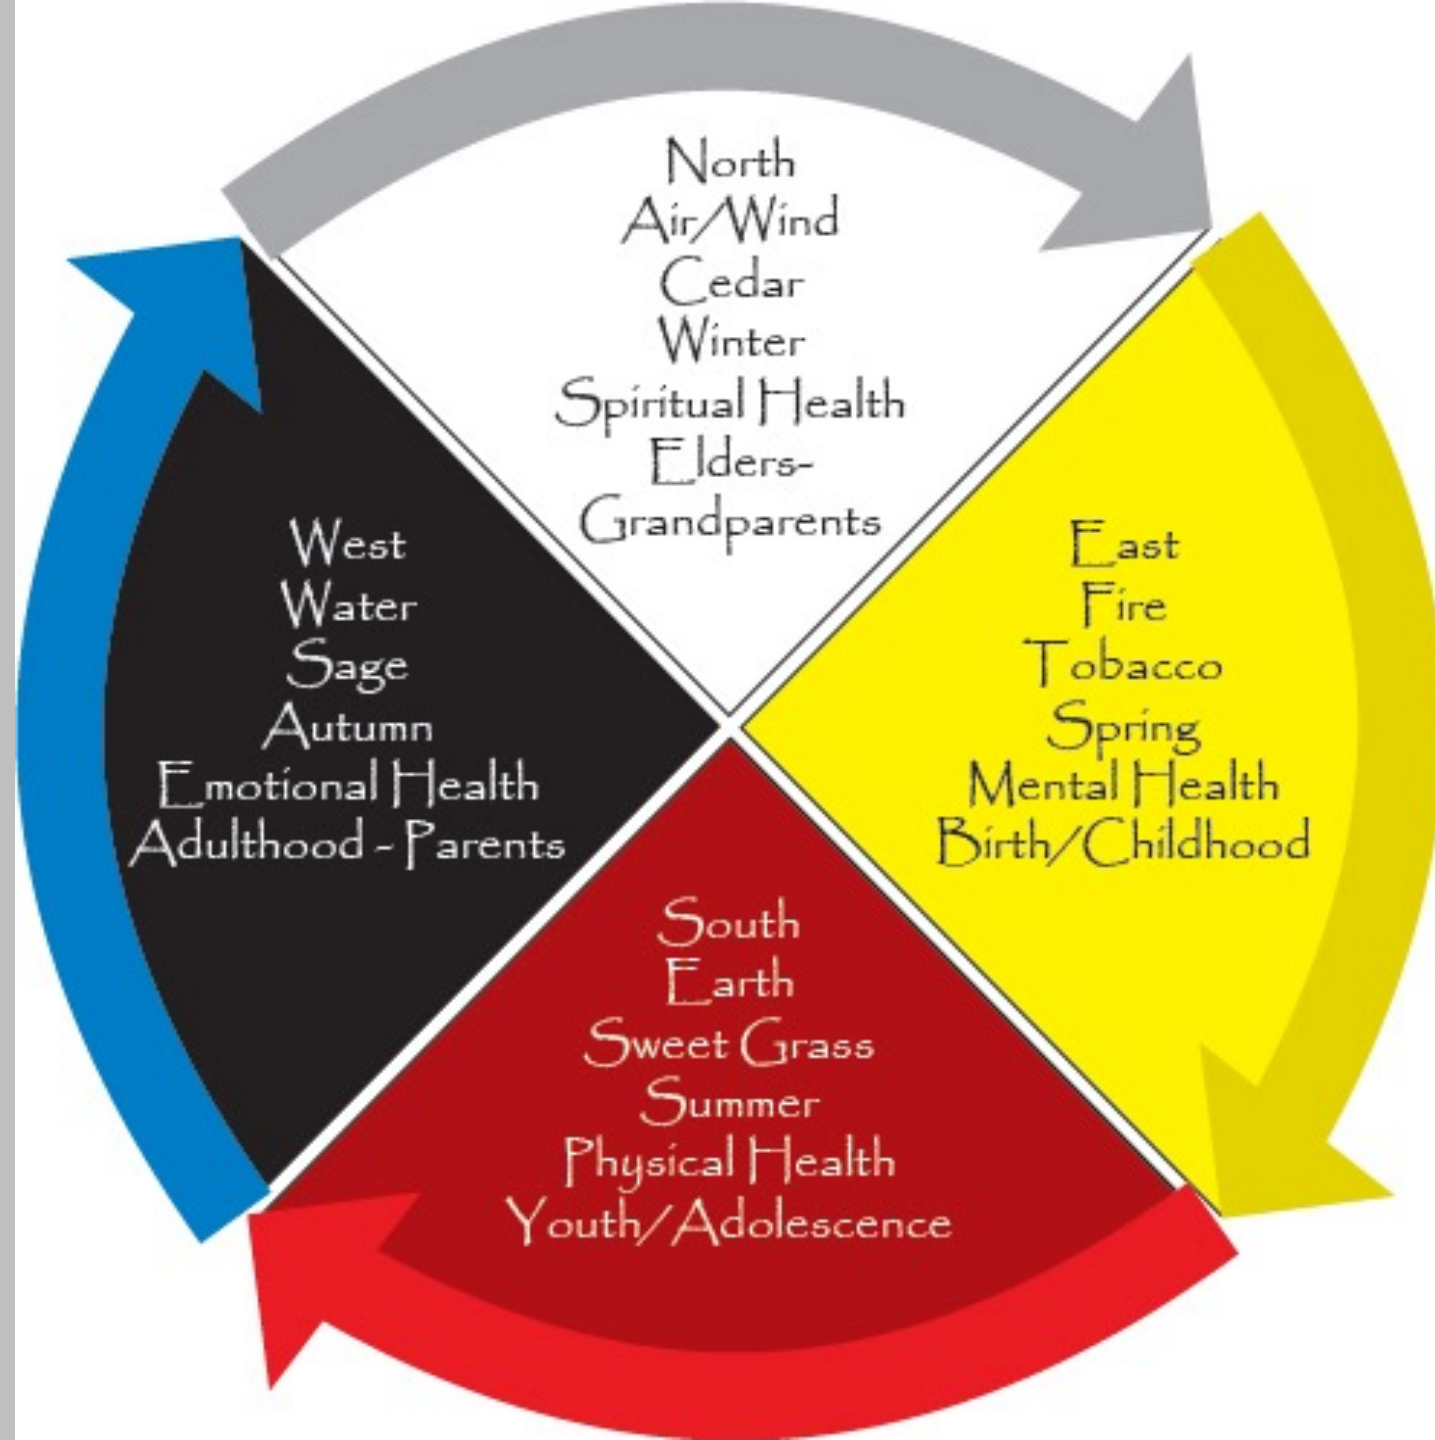 North
Air/Wind
Cedar
Winter
Spiritual Health
Elders-
Grandparents
West
Water
Sage
Autumn
Emotional Health
Adulthood - Parents
East
Fire
Tobacco
Spring
Mental Health
Birth/Childhood
South
Earth
Sweet Grass
Summer
Physical Health
Youth/Adolescence